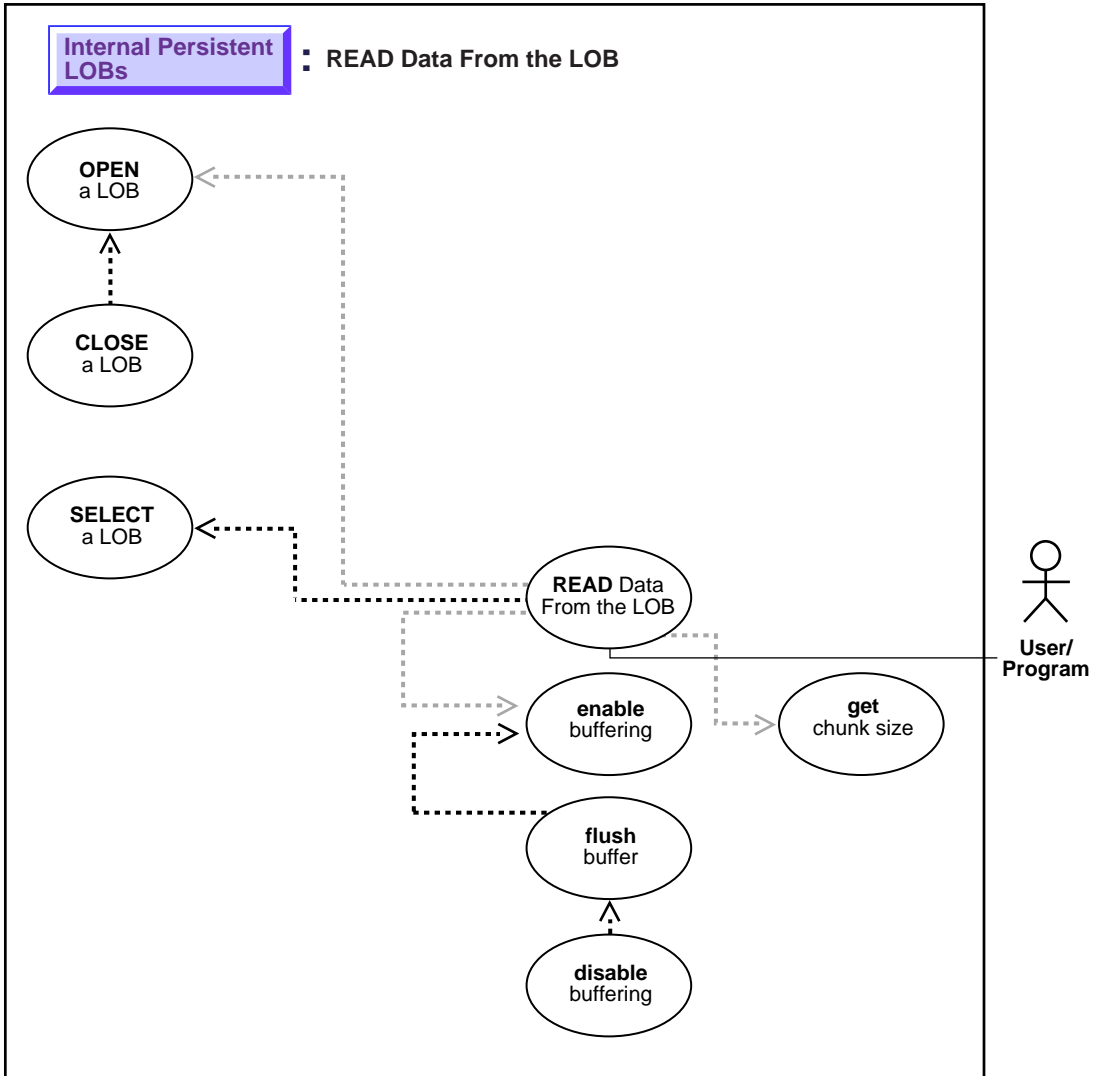 Internal Persistent
LOBs
: READ Data From the LOB
OPEN
a LOB
CLOSE
a LOB
SELECT
a LOB
READ Data
From the LOB
User/
Program
enable
buffering
get
chunk size
flush
buffer
disable
buffering